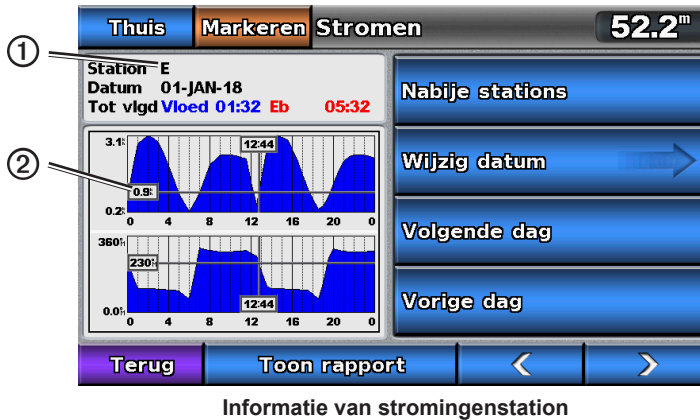 Thuis Markeren Stromen 52.2m
① Station E
Datum 01-JAN-18
Tot vlgd Vloed 01:32 Eb 05:32
Nabije stations
② 3.1 12:44
0.9
0.2
0 4 8 12 16 20 0
Wijzig datum
Volgende dag
360
230
0.0 12:44
0 4 8 12 16 20 0
Vorige dag
Terug Toon rapport
Informatie van stromingenstation